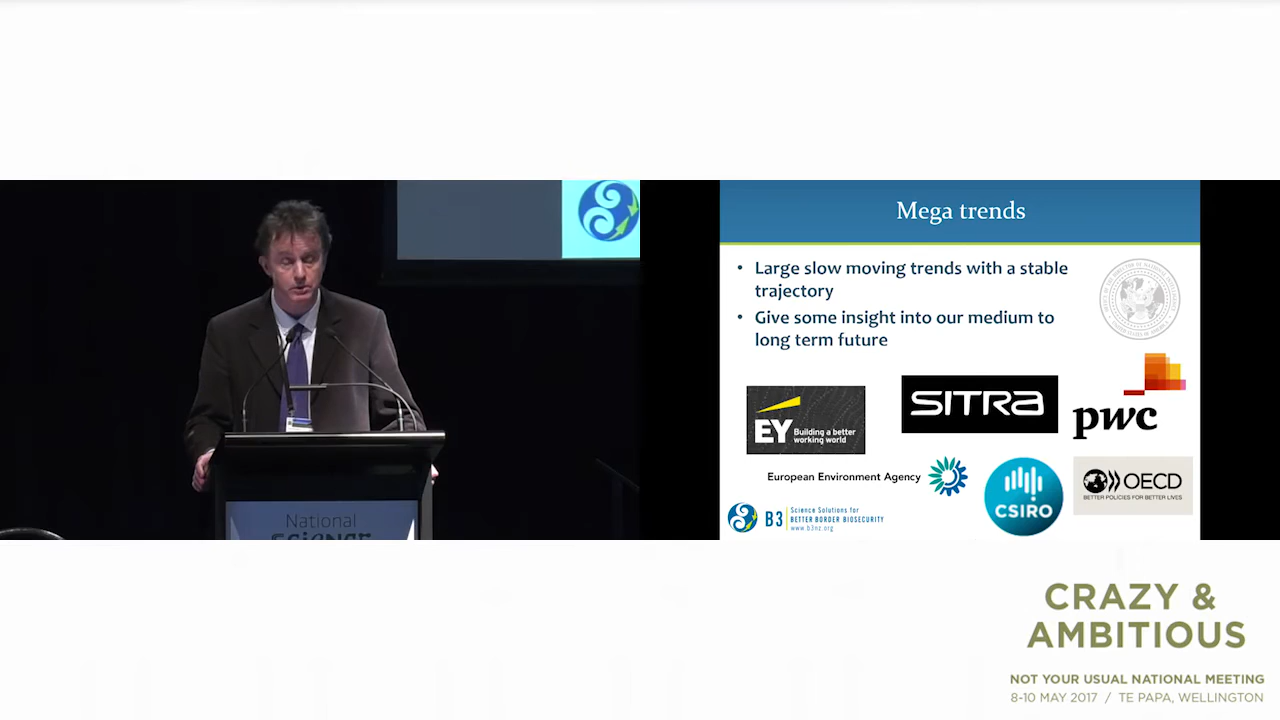 National
Science
Mega trends
• Large slow moving trends with a stable
trajectory
• Give some insight into our medium to
long term future
EY
Building a better
working world
SITRA
pwc
European Environment Agency
CSIRO
OECD
BETTER POLICIES FOR BETTER LIVES
B3
Science Solutions for
BETTER BORDER BIOSECURITY
www.b3nz.org
CRAZY &
AMBITIOUS
NOT YOUR USUAL NATIONAL MEETING
8-10 MAY 2017 / TE PAPA, WELLINGTON